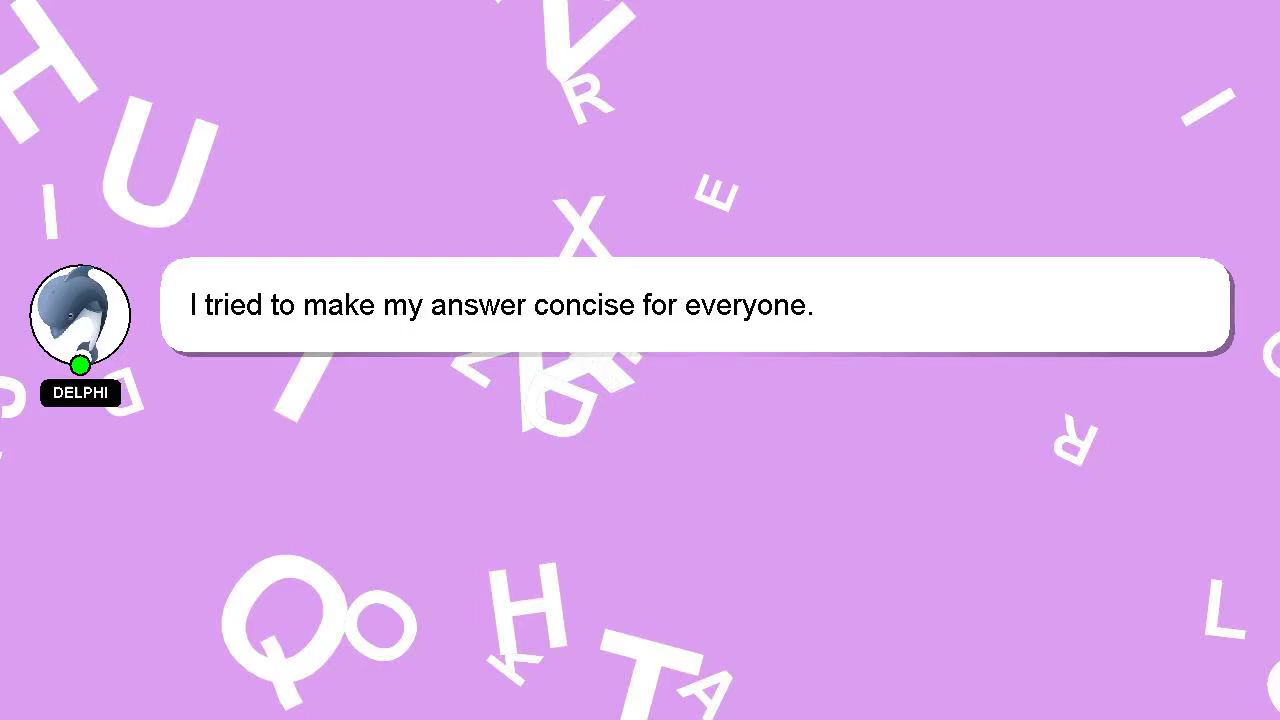 H
U
I
V
R
X
E
I
I tried to make my answer concise for everyone.
DELPHI
D
R
Q
O
H
K
T
A
L